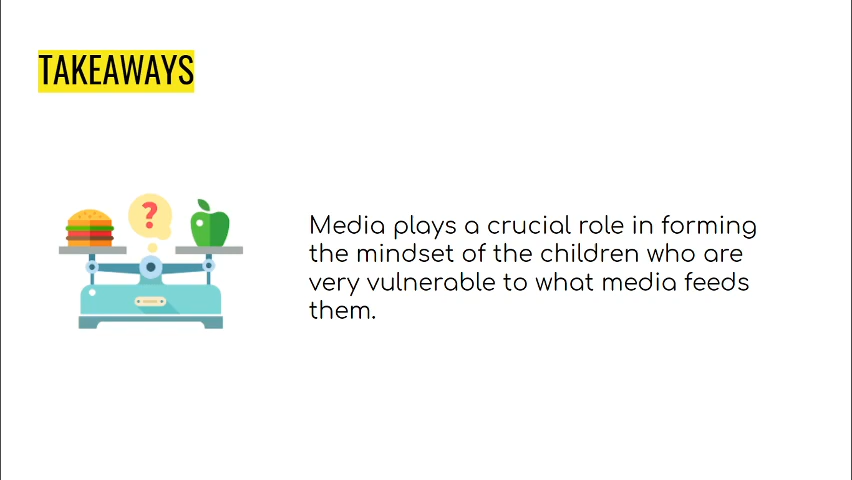 TAKEAWAYS
?
Media plays a crucial role in forming
the mindset of the children who are
very vulnerable to what media feeds
them.